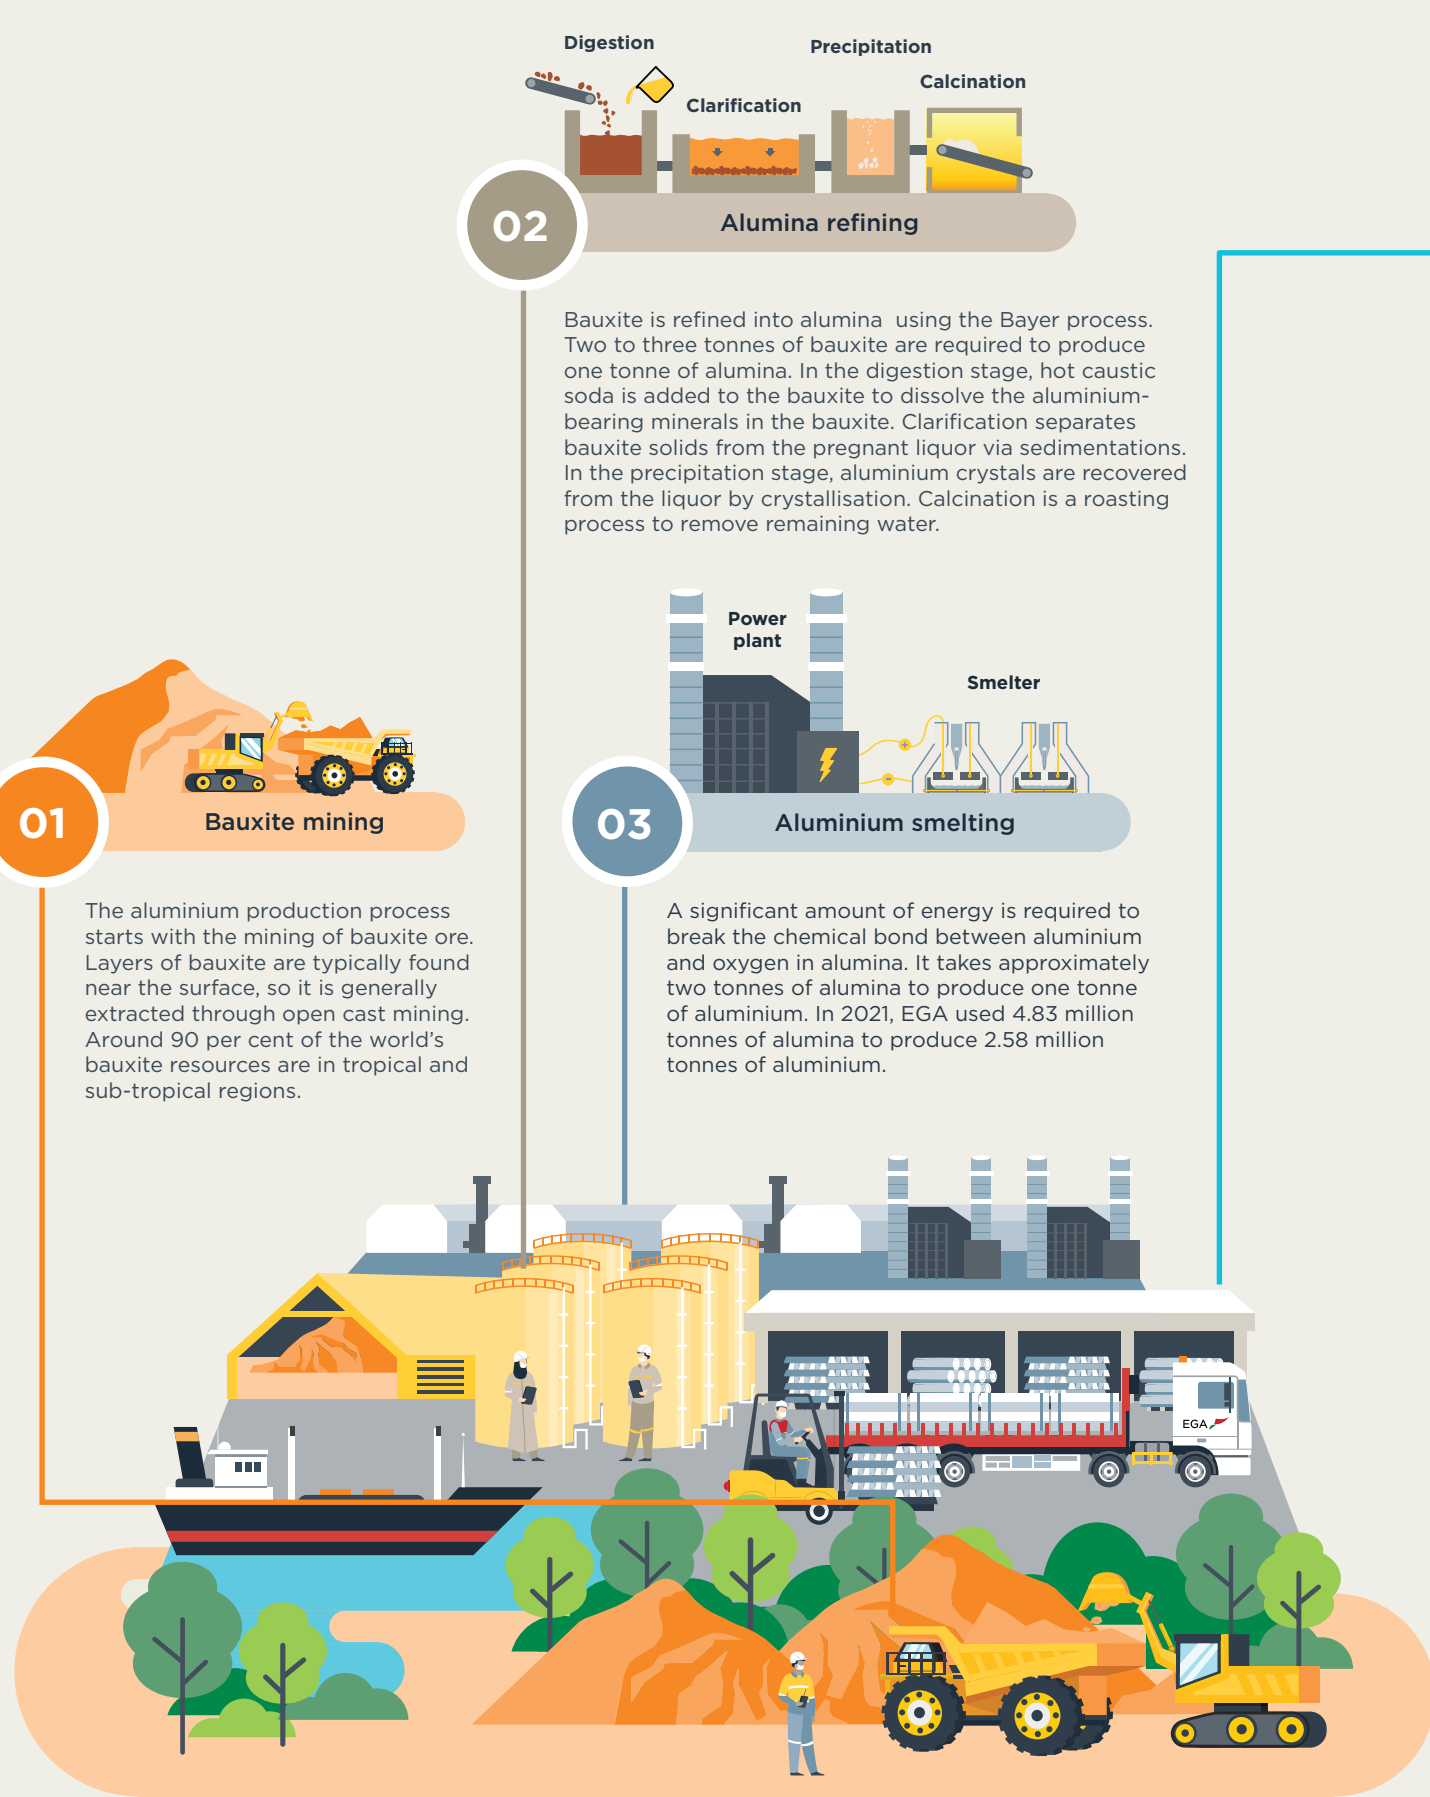 Digestion
Precipitation
Calcination
Clarification
02
Alumina refining
Bauxite is refined into alumina using the Bayer process.
Two to three tonnes of bauxite are required to produce
one tonne of alumina. In the digestion stage, hot caustic
soda is added to the bauxite to dissolve the aluminium-
bearing minerals in the bauxite. Clarification separates
bauxite solids from the pregnant liquor via sedimentations.
In the precipitation stage, aluminium crystals are recovered
from the liquor by crystallisation. Calcination is a roasting
process to remove remaining water.
01
Bauxite mining
The aluminium production process
starts with the mining of bauxite ore.
Layers of bauxite are typically found
near the surface, so it is generally
extracted through open cast mining.
Around 90 per cent of the world’s
bauxite resources are in tropical and
sub-tropical regions.
Power
plant
Smelter
+
-
03
Aluminium smelting
A significant amount of energy is required to
break the chemical bond between aluminium
and oxygen in alumina. It takes approximately
two tonnes of alumina to produce one tonne
of aluminium. In 2021, EGA used 4.83 million
tonnes of alumina to produce 2.58 million
tonnes of aluminium.
EGA